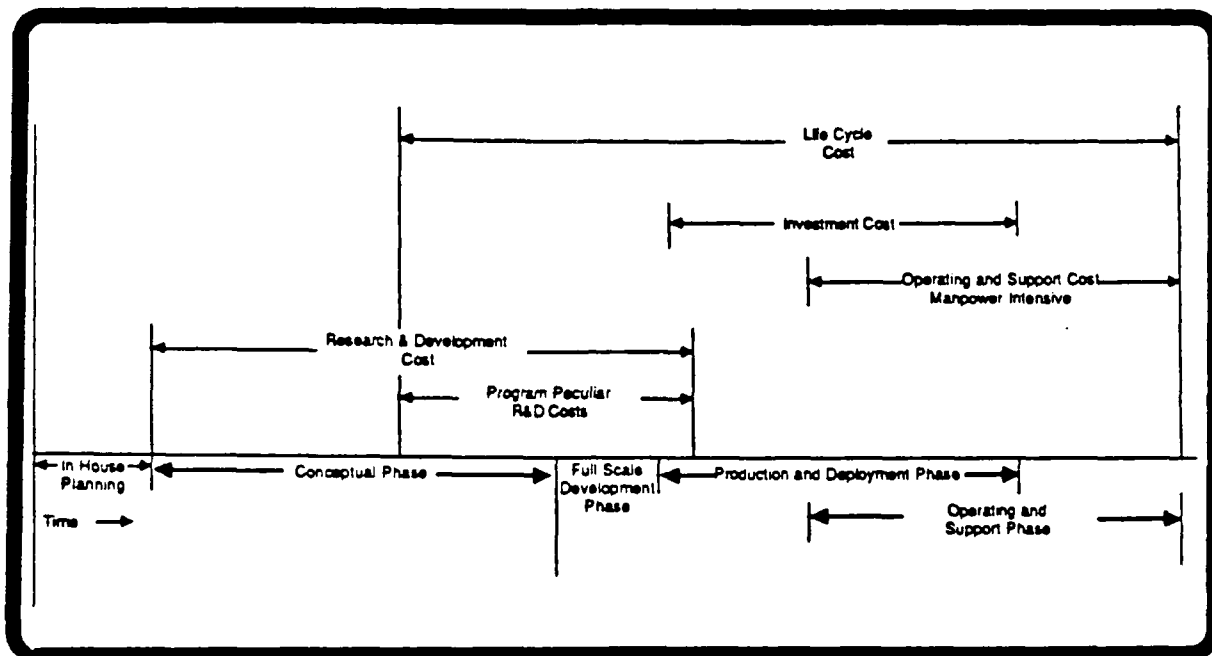 Life Cycle
Cost
Investment Cost
Operating and Support Cost
Manpower Intensive
Research & Development
Cost
Program Peculiar
R&D Costs
In House
Planning
Conceptual Phase
Full Scale
Development
Phase
Production and Deployment Phase
Time
Operating and
Support Phase